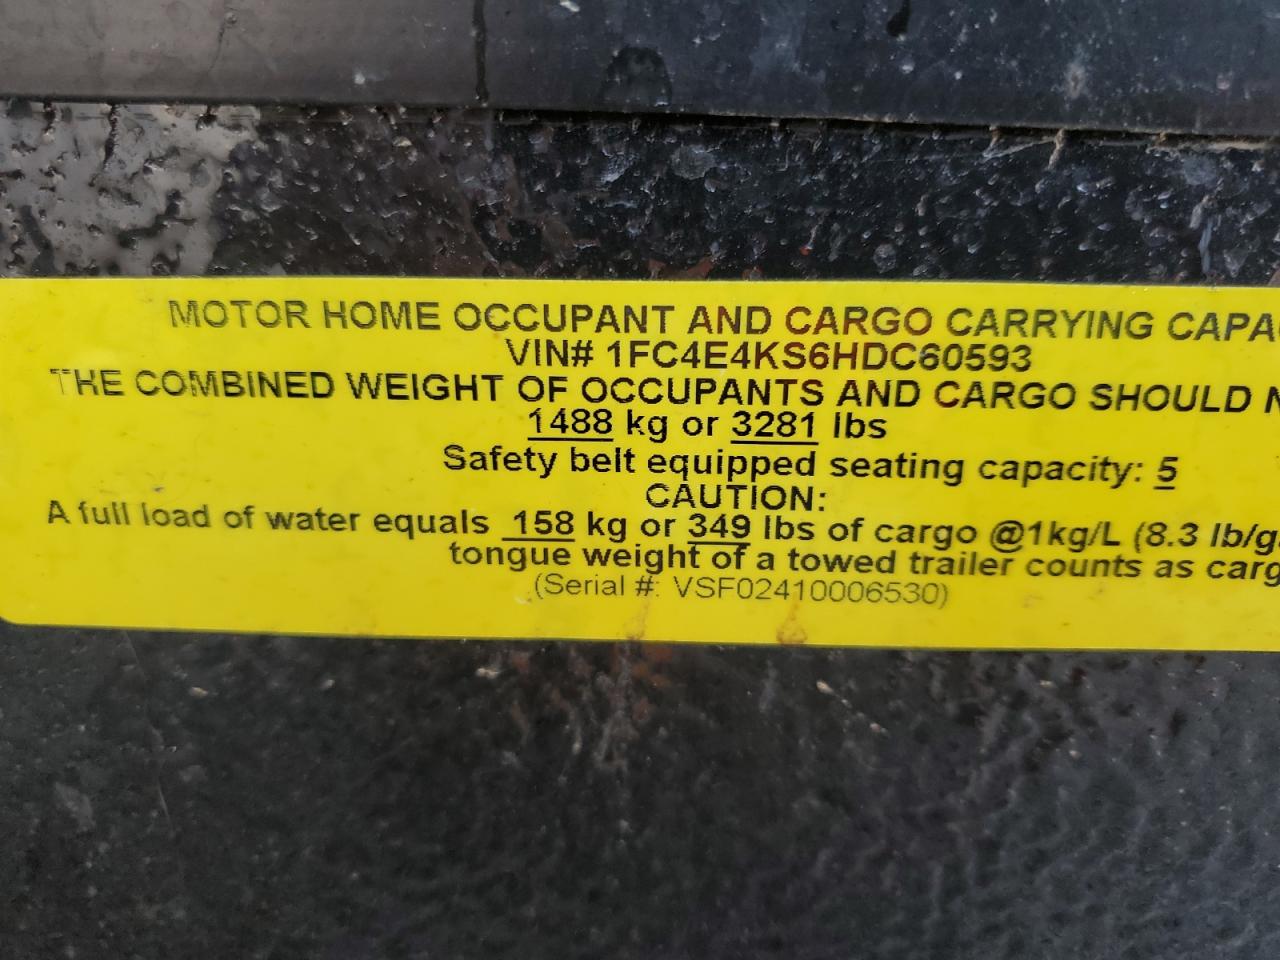 MOTOR HOME OCCUPANT AND CARGO CARRYING CAPA
VIN# 1FC4E4KS6HDC60593
THE COMBINED WEIGHT OF OCCUPANTS AND CARGO SHOULD N
1488 kg or 3281 lbs
Safety belt equipped seating capacity: 5
CAUTION:
A full load of water equals 158 kg or 349 lbs of cargo @1kg/L (8.3 lb/g
tongue weight of a towed trailer counts as carg
(Serial #: VSF02410006530)